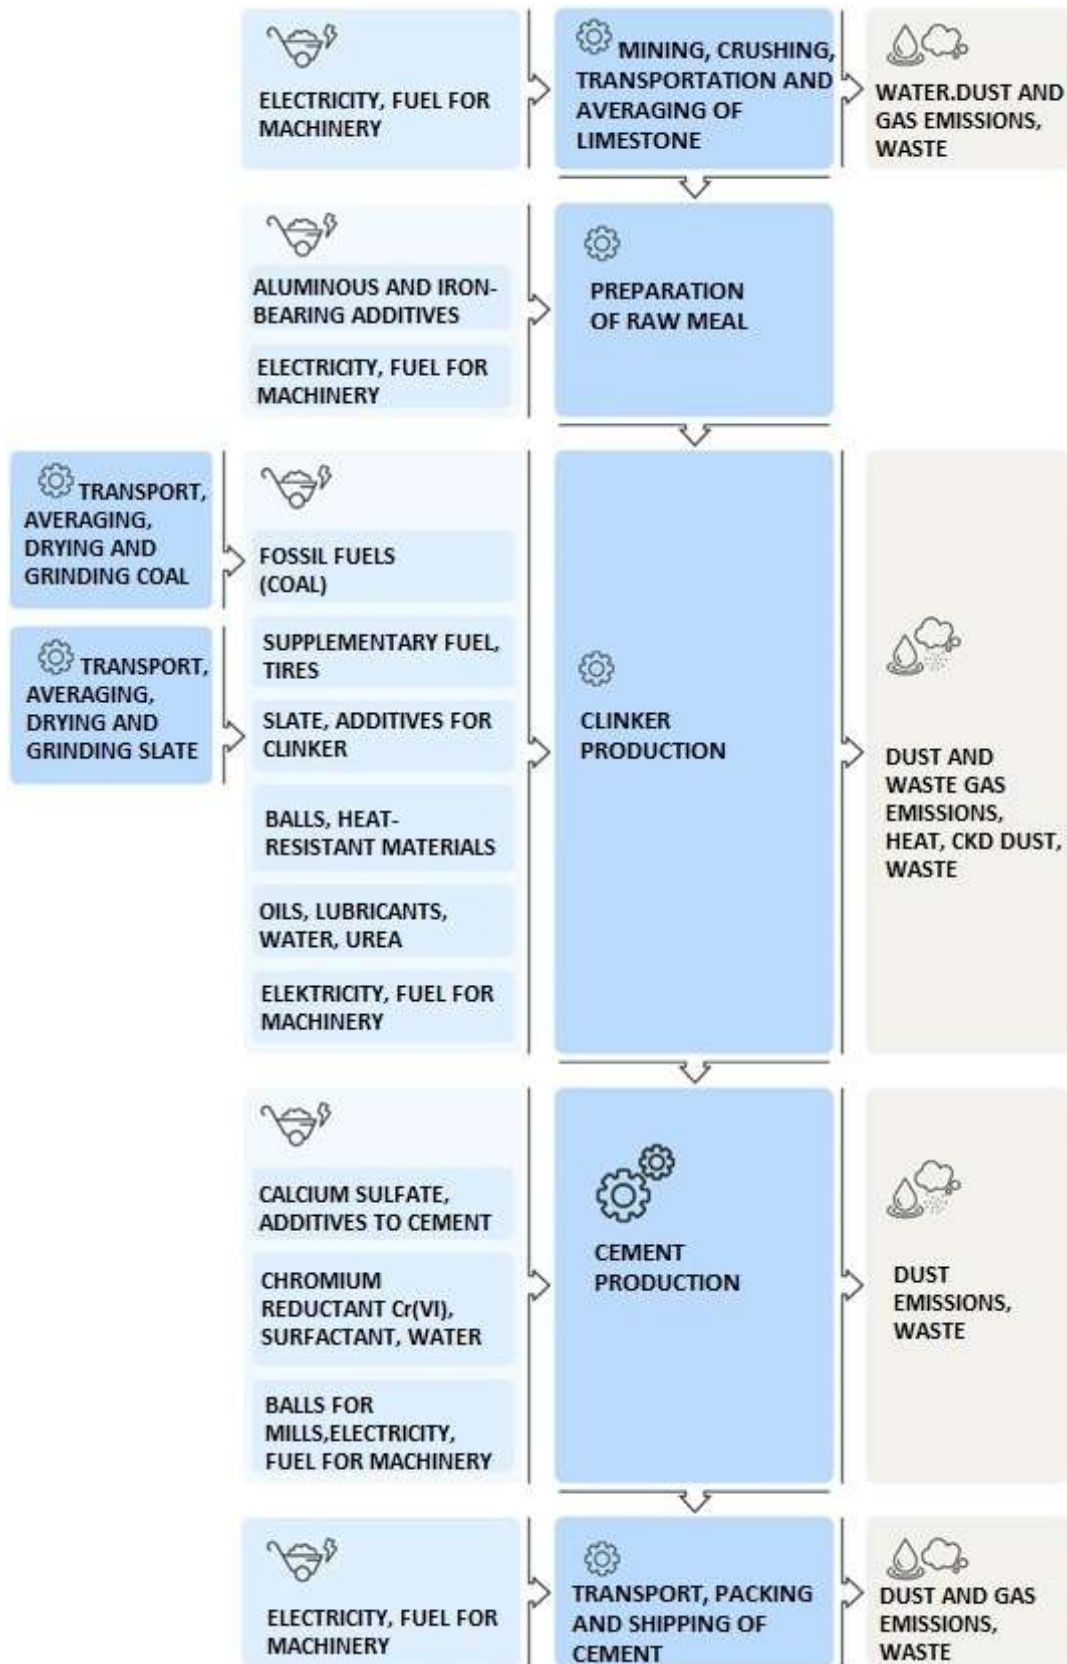 ELECTRICITY, FUEL FOR
MACHINERY
MINING, CRUSHING,
TRANSPORTATION AND
AVERAGING OF
LIMESTONE
WATER.DUST AND
GAS EMISSIONS,
WASTE
ALUMINOUS AND IRON-
BEARING ADDITIVES
ELECTRICITY, FUEL FOR
MACHINERY
PREPARATION
OF RAW MEAL
TRANSPORT,
AVERAGING,
DRYING AND
GRINDING COAL
TRANSPORT,
AVERAGING,
DRYING AND
GRINDING SLATE
FOSSIL FUELS
(COAL)
SUPPLEMENTARY FUEL,
TIRES
SLATE, ADDITIVES FOR
CLINKER
BALLS, HEAT-
RESISTANT MATERIALS
OILS, LUBRICANTS,
WATER, UREA
ELEKTRICITY, FUEL FOR
MACHINERY
CLINKER
PRODUCTION
DUST AND
WASTE GAS
EMISSIONS,
HEAT, CKD DUST,
WASTE
CALCIUM SULFATE,
ADDITIVES TO CEMENT
CHROMIUM
REDUCTANT Cr(VI),
SURFACTANT, WATER
BALLS FOR
MILLS,ELECTRICITY,
FUEL FOR MACHINERY
CEMENT
PRODUCTION
DUST
EMISSIONS,
WASTE
ELECTRICITY, FUEL FOR
MACHINERY
TRANSPORT, PACKING
AND SHIPPING OF
CEMENT
DUST AND GAS
EMISSIONS,
WASTE